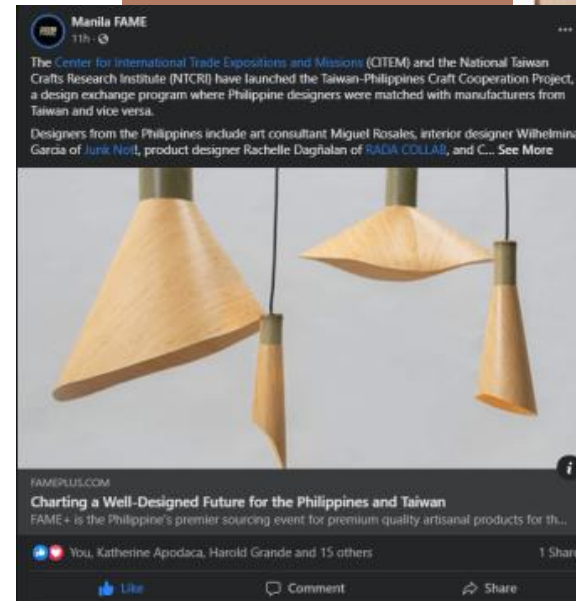 Manila FAME
11h ·
The Center for International Trade Expositions and Missions (CITEM) and the National Taiwan
Crafts Research Institute (NTCRI) have launched the Taiwan-Philippines Craft Cooperation Project,
a design exchange program where Philippine designers were matched with manufacturers from
Taiwan and vice versa.
Designers from the Philippines include art consultant Miguel Rosales, interior designer Wilhelmina
Garcia of Junk Not!, product designer Rachelle Dagñalan of RADA COLLAB, and C... See More
FAMEPLUS.COM
Charting a Well-Designed Future for the Philippines and Taiwan
FAME+ is the Philippine's premier sourcing event for premium quality artisanal products for th...
You, Katherine Apodaca, Harold Grande and 15 others 1 Share
Like Comment Share